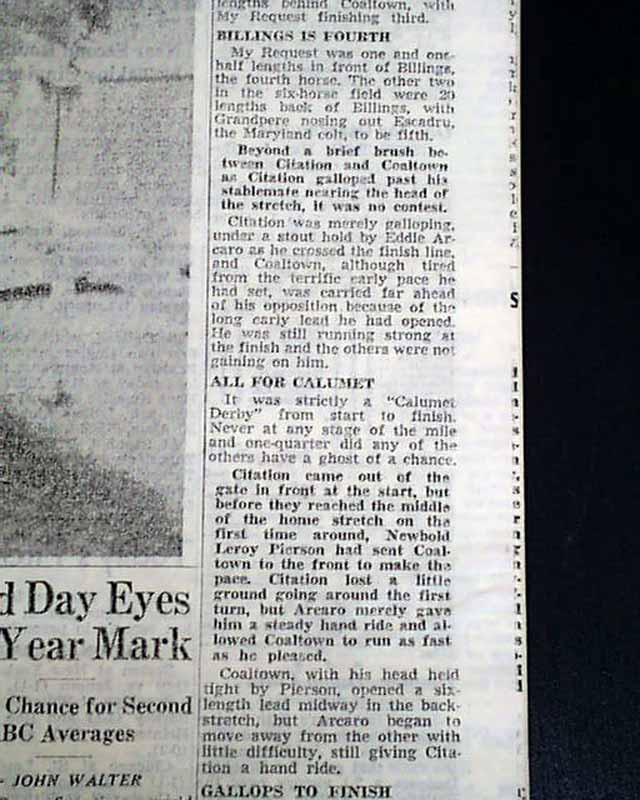 lengths behind Coaltown, with
My Request finishing third.
BILLINGS IS FOURTH
My Request was one and one-
half lengths in front of Billings,
the fourth horse. The other two
in the six-horse field were 20
lengths back of Billings, with
Grandpere nosing out Escadru,
the Maryland colt, to be fifth.
Beyond a brief brush be-
tween Citation and Coaltown
as Citation galloped past his
stablemate nearing the head of
the stretch, it was no contest.
Citation was merely galloping,
under a stout hold by Eddie Ar-
caro as he crossed the finish line,
and Coaltown, although tired
from the terrific early pace he
had set, was carried far ahead
of his opposition because of the
long early lead he had opened.
He was still running strong at
the finish and the others were not
gaining on him.
ALL FOR CALUMET
It was strictly a "Calumet
Derby" from start to finish.
Never at any stage of the mile
and one-quarter did any of the
others have a ghost of a chance.
Citation came out of the
gate in front at the start, but
before they reached the middle
of the home stretch on the
first time around, Newbold
Leroy Pierson had sent Coal-
town to the front to make the
pace. Citation lost a little
ground going around the first
turn, but Arcaro merely gave
him a steady hand ride and al-
lowed Coaltown to run as fast
as he pleased.
Coaltown, with his head held
tight by Pierson, opened a six-
length lead midway in the back-
stretch, but Arcaro began to
move away from the other with
little difficulty, still giving Cita-
tion a hand ride.
GALLOPS TO FINISH
d Day Eyes
Year Mark
Chance for Second
BC Averages
- JOHN WALTER
S